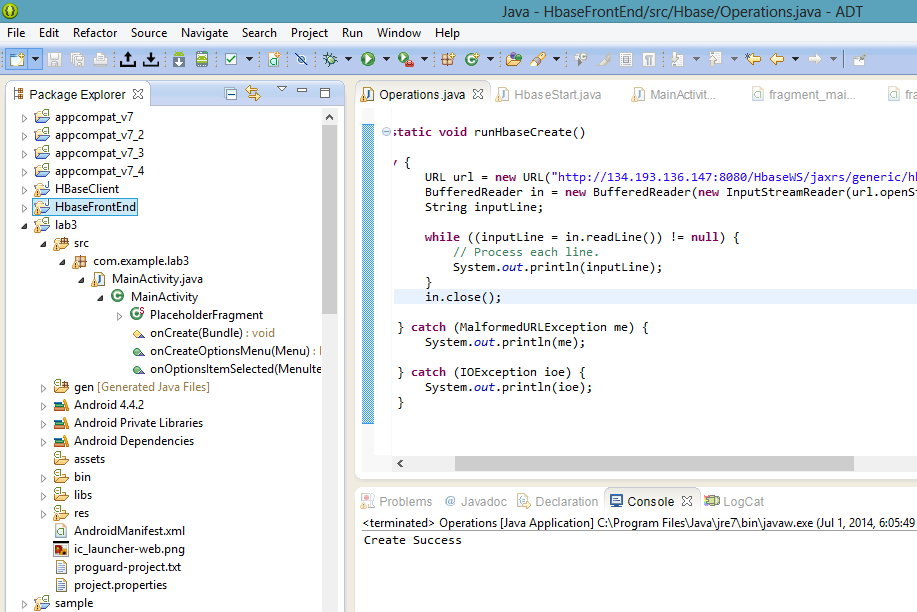 Java - HbaseFrontEnd/src/Hbase/Operations.java - ADT
File Edit Refactor Source Navigate Search Project Run Window Help
Package Explorer
appcompat_v7
appcompat_v7_2
appcompat_v7_3
appcompat_v7_4
HBaseClient
HbaseFrontEnd
lab3
src
com.example.lab3
MainActivity.java
MainActivity
PlaceholderFragment
onCreate(Bundle) : void
onCreateOptionsMenu(Menu) :
onOptionsItemSelected(MenuIte
gen [Generated Java Files]
Android 4.4.2
Android Private Libraries
Android Dependencies
assets
bin
libs
res
AndroidManifest.xml
ic_launcher-web.png
proguard-project.txt
project.properties
sample
Operations.java HbaseStart.java MainActivit... fragment_mai... fra
static void runHbaseCreate()
{
URL url = new URL("http://134.193.136.147:8080/HbaseWS/jaxrs/generic/hb
BufferedReader in = new BufferedReader(new InputStreamReader(url.openSt
String inputLine;
while ((inputLine = in.readLine()) != null) {
// Process each line.
System.out.println(inputLine);
}
in.close();
} catch (MalformedURLException me) {
System.out.println(me);
} catch (IOException ioe) {
System.out.println(ioe);
}
Problems @ Javadoc Declaration Console LogCat
<terminated> Operations [Java Application] C:\Program Files\Java\jre7\bin\javaw.exe (Jul 1, 2014, 6:05:49
Create Success